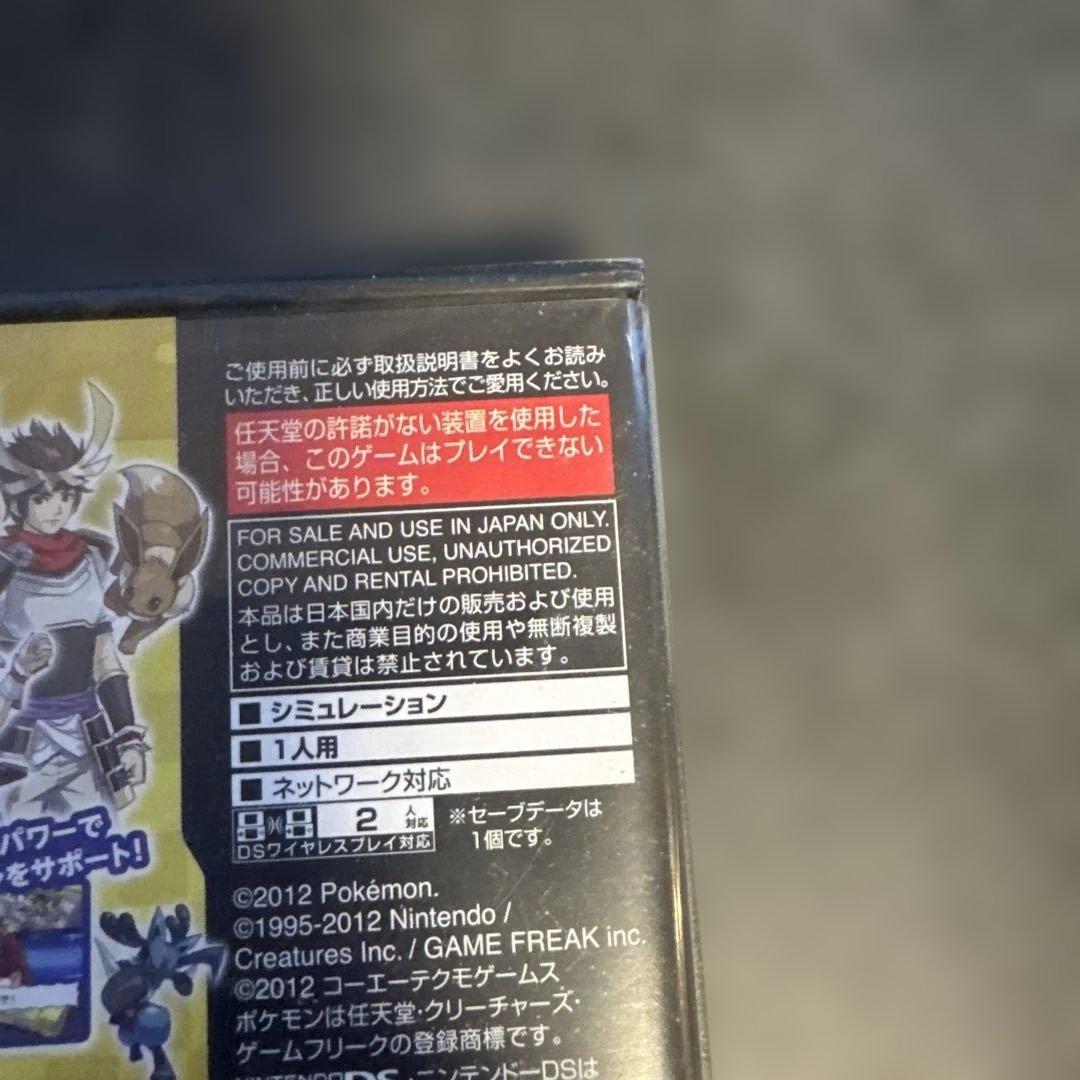 ご使用前に必ず取扱説明書をよくお読み
いただき、正しい使用方法でご愛用ください。
任天堂の許諾がない装置を使用した
場合、このゲームはプレイできない
可能性があります。
FOR SALE AND USE IN JAPAN ONLY.
COMMERCIAL USE, UNAUTHORIZED
COPY AND RENTAL PROHIBITED.
本品は日本国内だけの販売および使用
とし、また商業目的の使用や無断複製
および賃貸は禁止されています。
■ シミュレーション
■ 1人用
■ ネットワーク対応
2 人対応
DSワイヤレスプレイ対応
※セーブデータは
1個です。
パワーで
をサポート!
©2012 Pokémon.
©1995-2012 Nintendo /
Creatures Inc. / GAME FREAK inc.
©2012 コーエーテクモゲームス
ポケモンは任天堂・クリーチャーズ・
ゲームフリークの登録商標です。
NINTENDO DS・ニンテンドーDSは